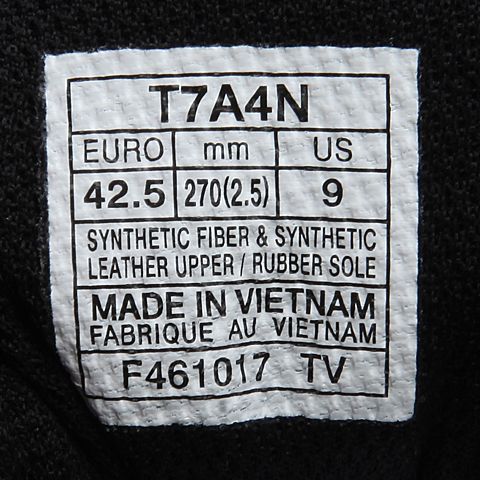 T7A4N
EURO mm US
42.5 270(2.5) 9
SYNTHETIC FIBER & SYNTHETIC
LEATHER UPPER / RUBBER SOLE
MADE IN VIETNAM
FABRIQUE AU VIETNAM
F461017 TV